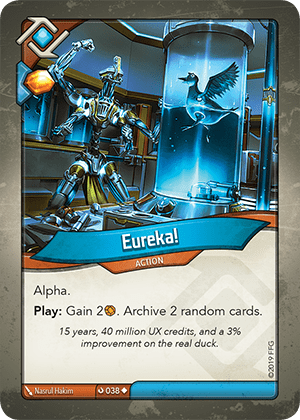 Eureka!
ACTION
Alpha.
Play: Gain 2. Archive 2 random cards.
15 years, 40 million UX credits, and a 3%
improvement on the real duck.
Nasrul Hakim
038
©2019 FFG